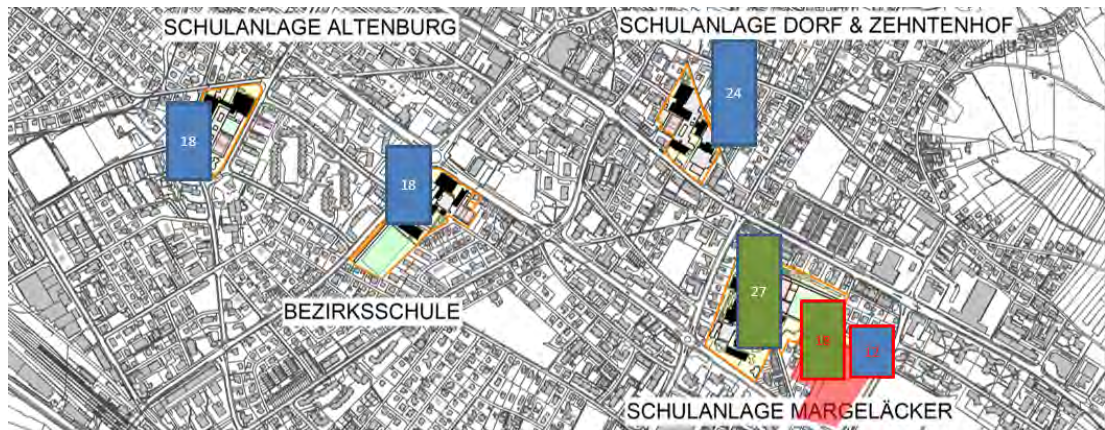 SCHULANLAGE ALTENBURG
SCHULANLAGE DORF & ZEHNTENHOF
24
18
18
BEZIRKSSCHULE
27
18
12
SCHULANLAGE MARGELÄCKER